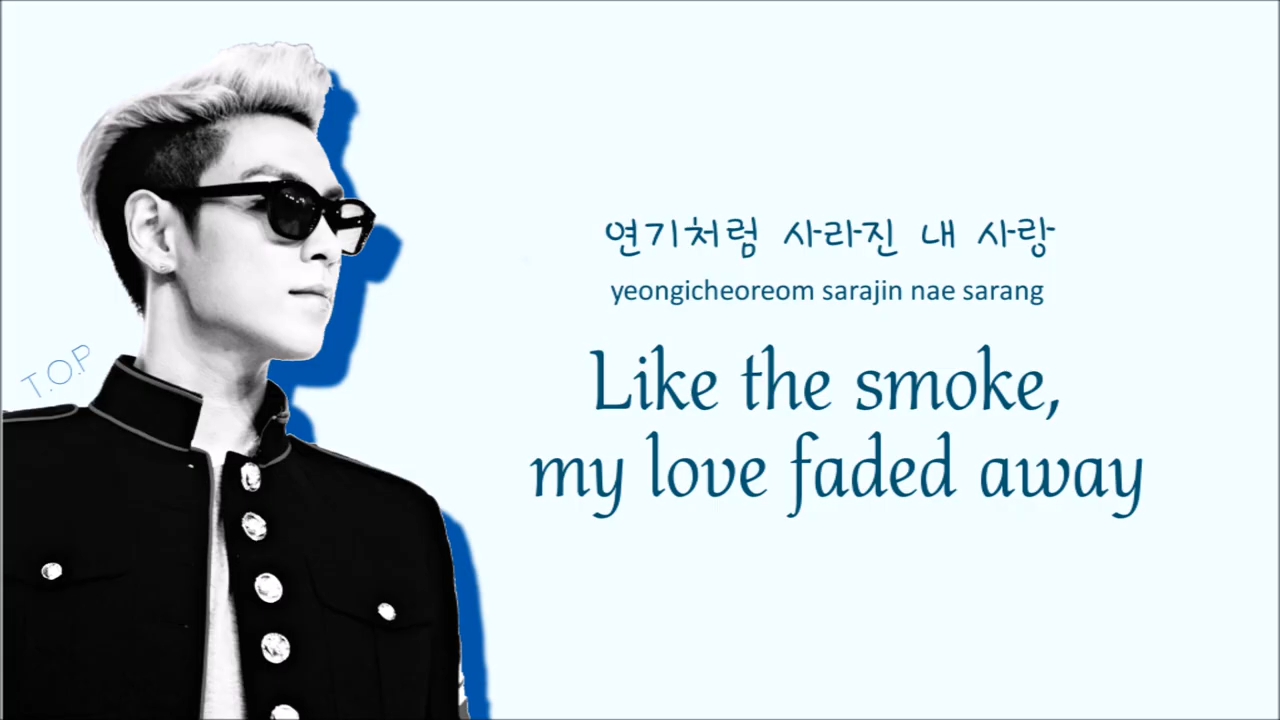 연기처럼 사라진 내 사랑
yeongicheoreom sarajin nae sarang
Like the smoke,
my love faded away
T.O.P